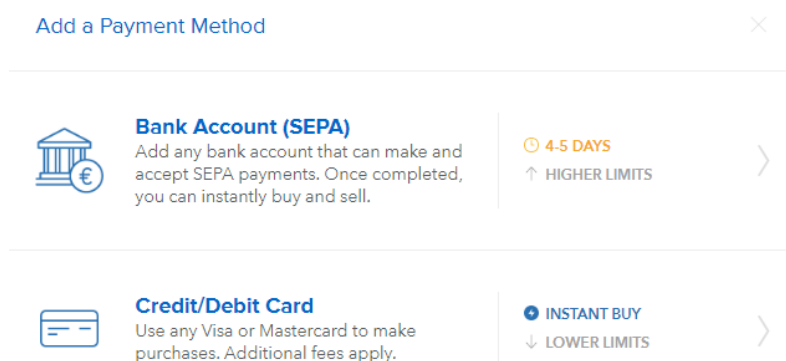 Add a Payment Method
Bank Account (SEPA)
Add any bank account that can make and
accept SEPA payments. Once completed,
you can instantly buy and sell.
4-5 DAYS
HIGHER LIMITS
Credit/Debit Card
Use any Visa or Mastercard to make
purchases. Additional fees apply.
INSTANT BUY
LOWER LIMITS